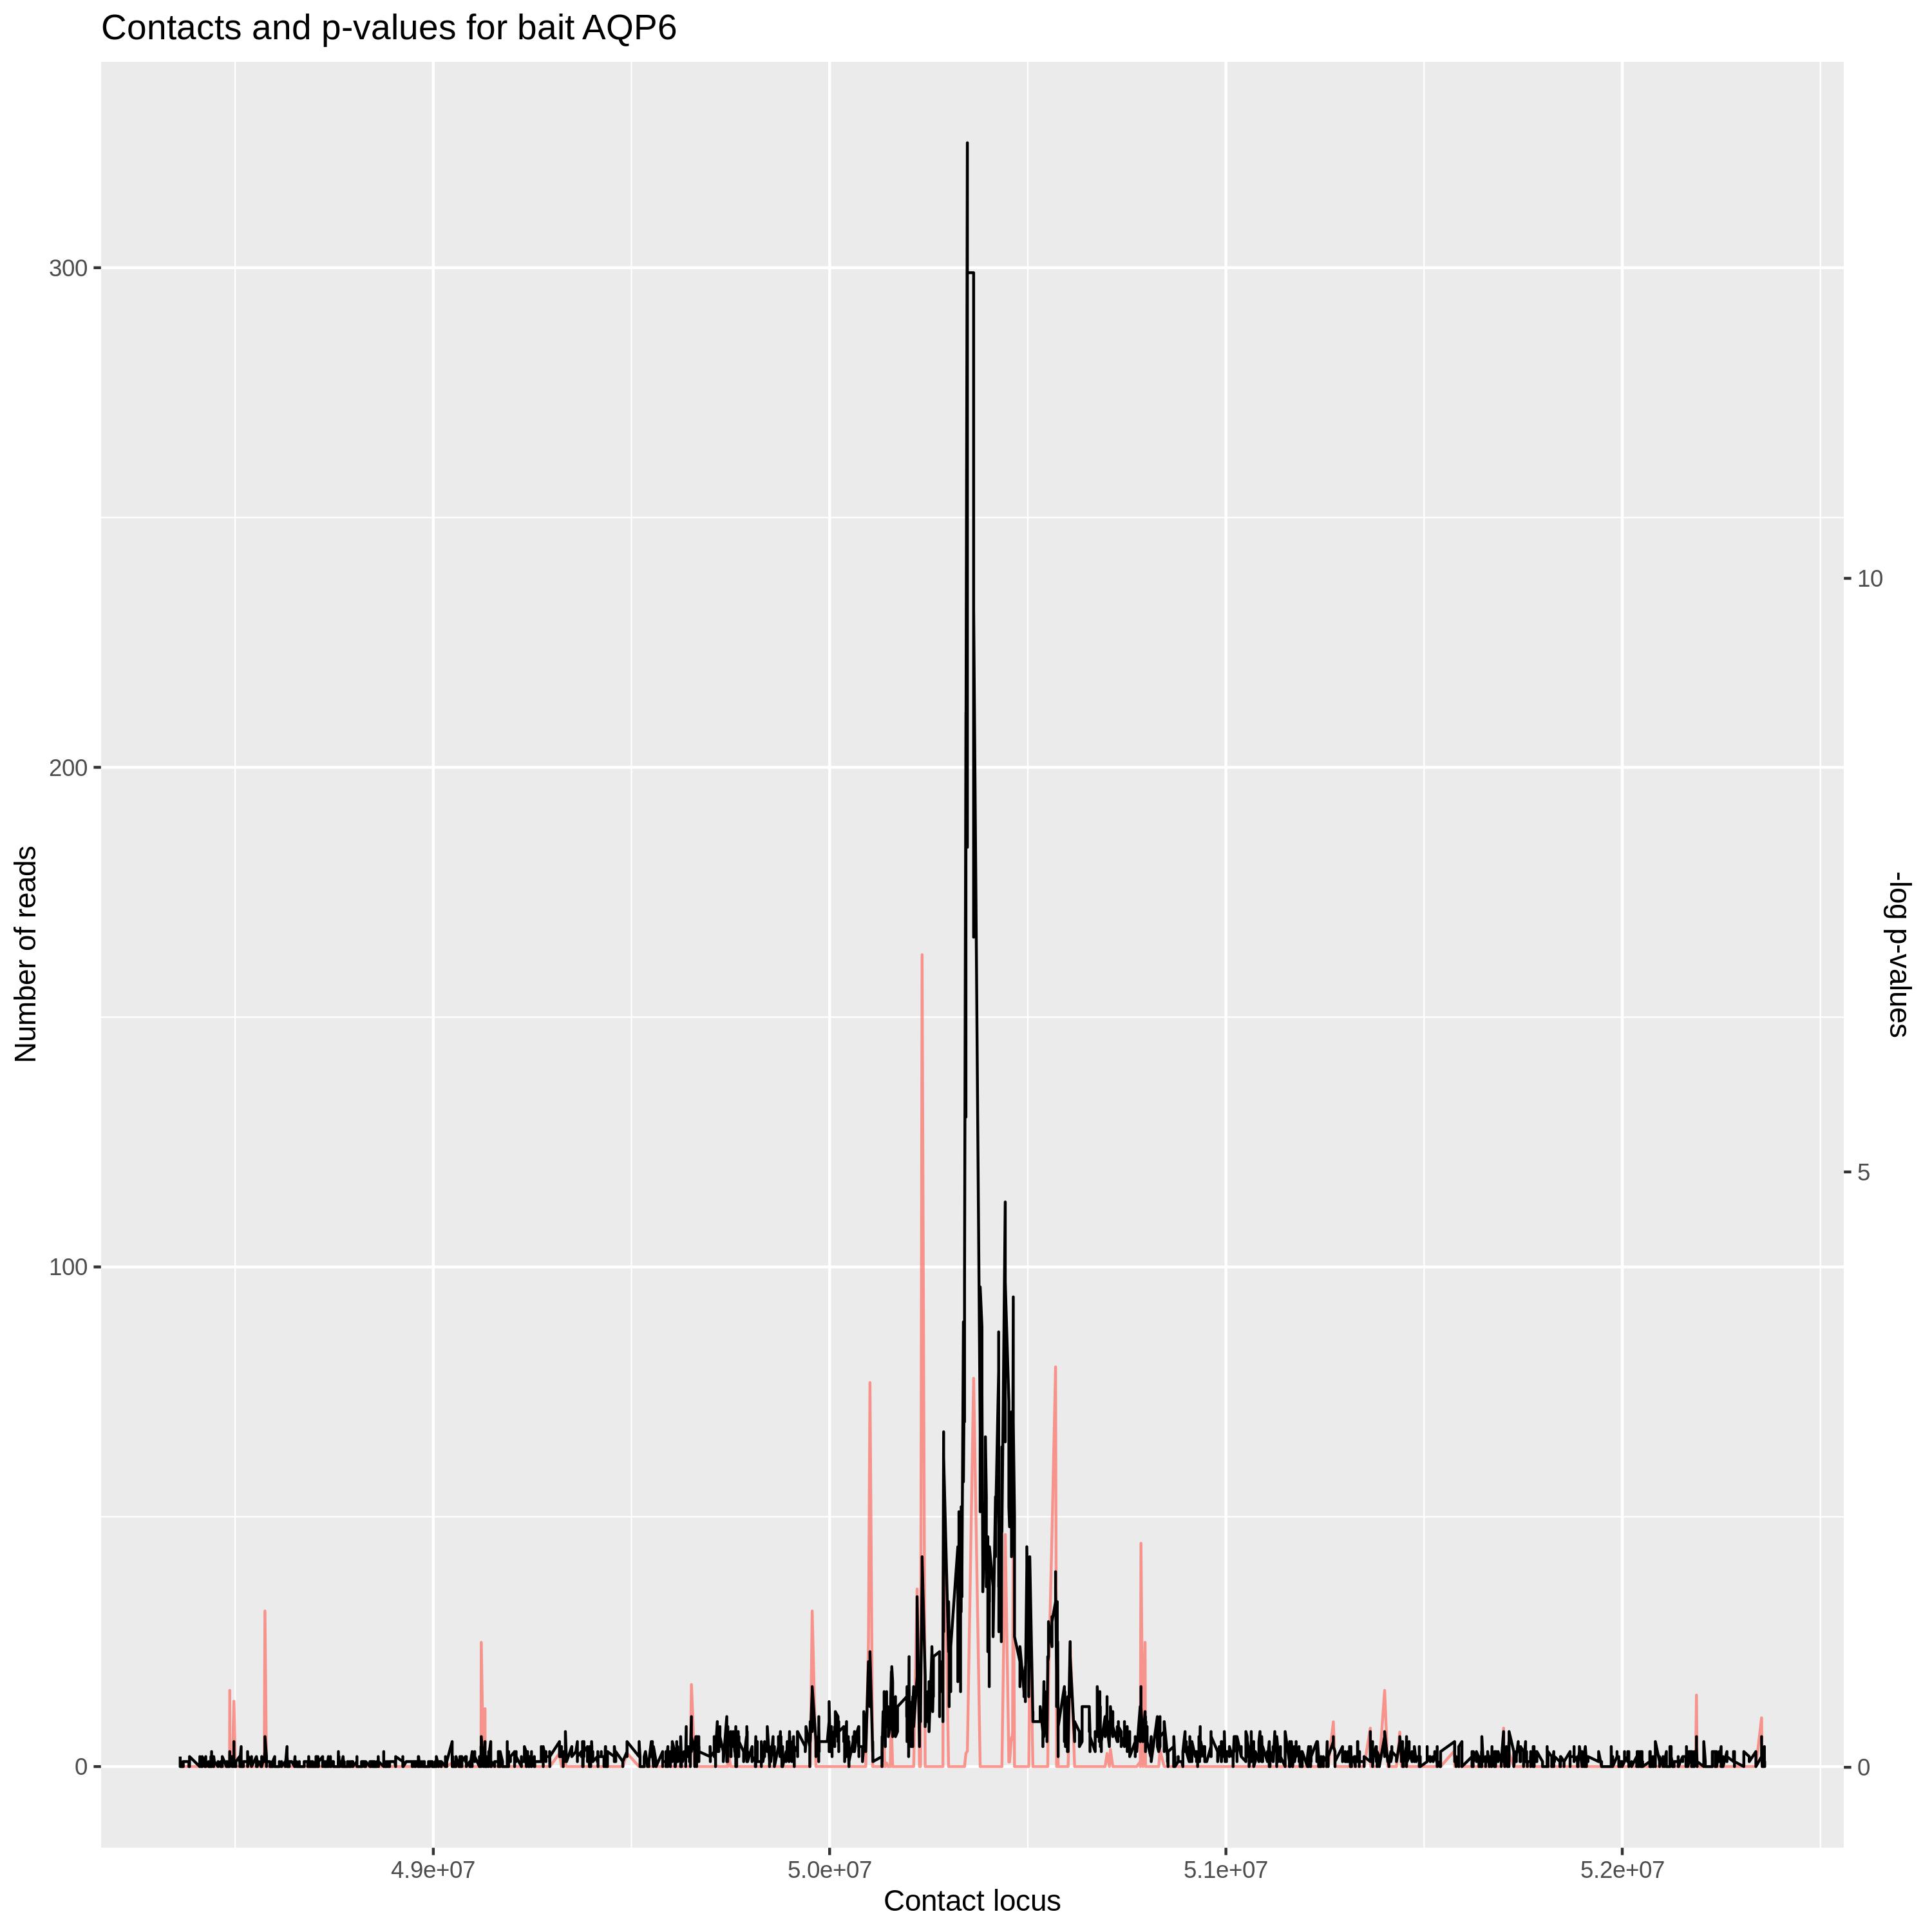 Contacts and p-values for bait AQP6
300
200
100
0
Number of reads
10
5
0
-log p-values
4.9e+07
5.0e+07
5.1e+07
5.2e+07
Contact locus